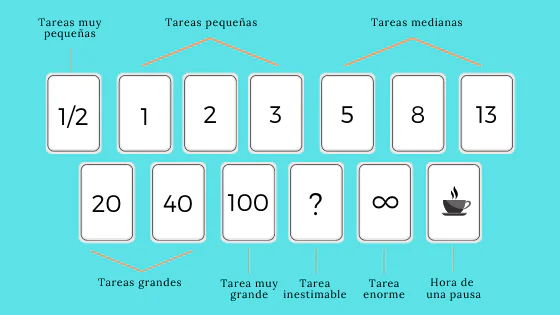 Tareas muy
pequeñas
Tareas pequeñas
Tareas medianas
1/2
1
2
3
5
8
13
20
40
100
?
∞
Tareas grandes
Tarea muy
grande
Tarea
inestimable
Tarea
enorme
Hora de
una pausa